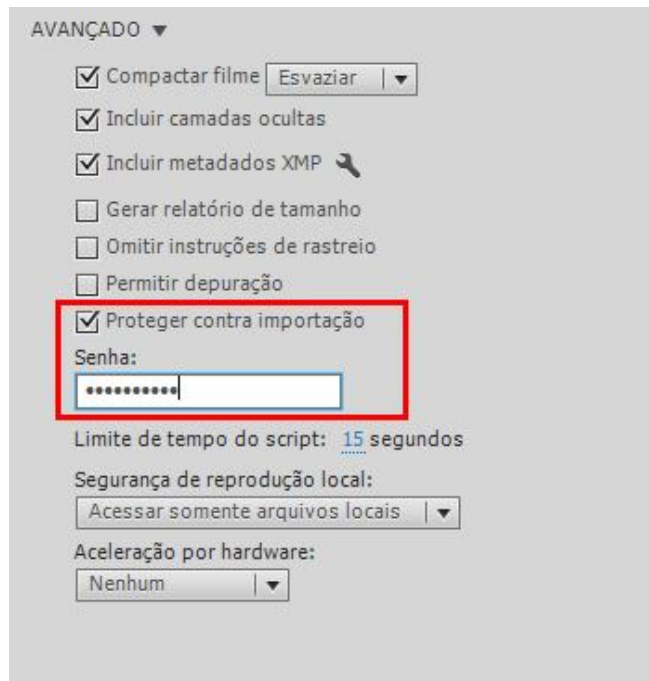 AVANÇADO
Compactar filme Esvaziar
Incluir camadas ocultas
Incluir metadados XMP
Gerar relatório de tamanho
Omitir instruções de rastreio
Permitir depuração
Proteger contra importação
Senha:
••••••••••
Limite de tempo do script: 15 segundos
Segurança de reprodução local:
Acessar somente arquivos locais
Aceleração por hardware:
Nenhum